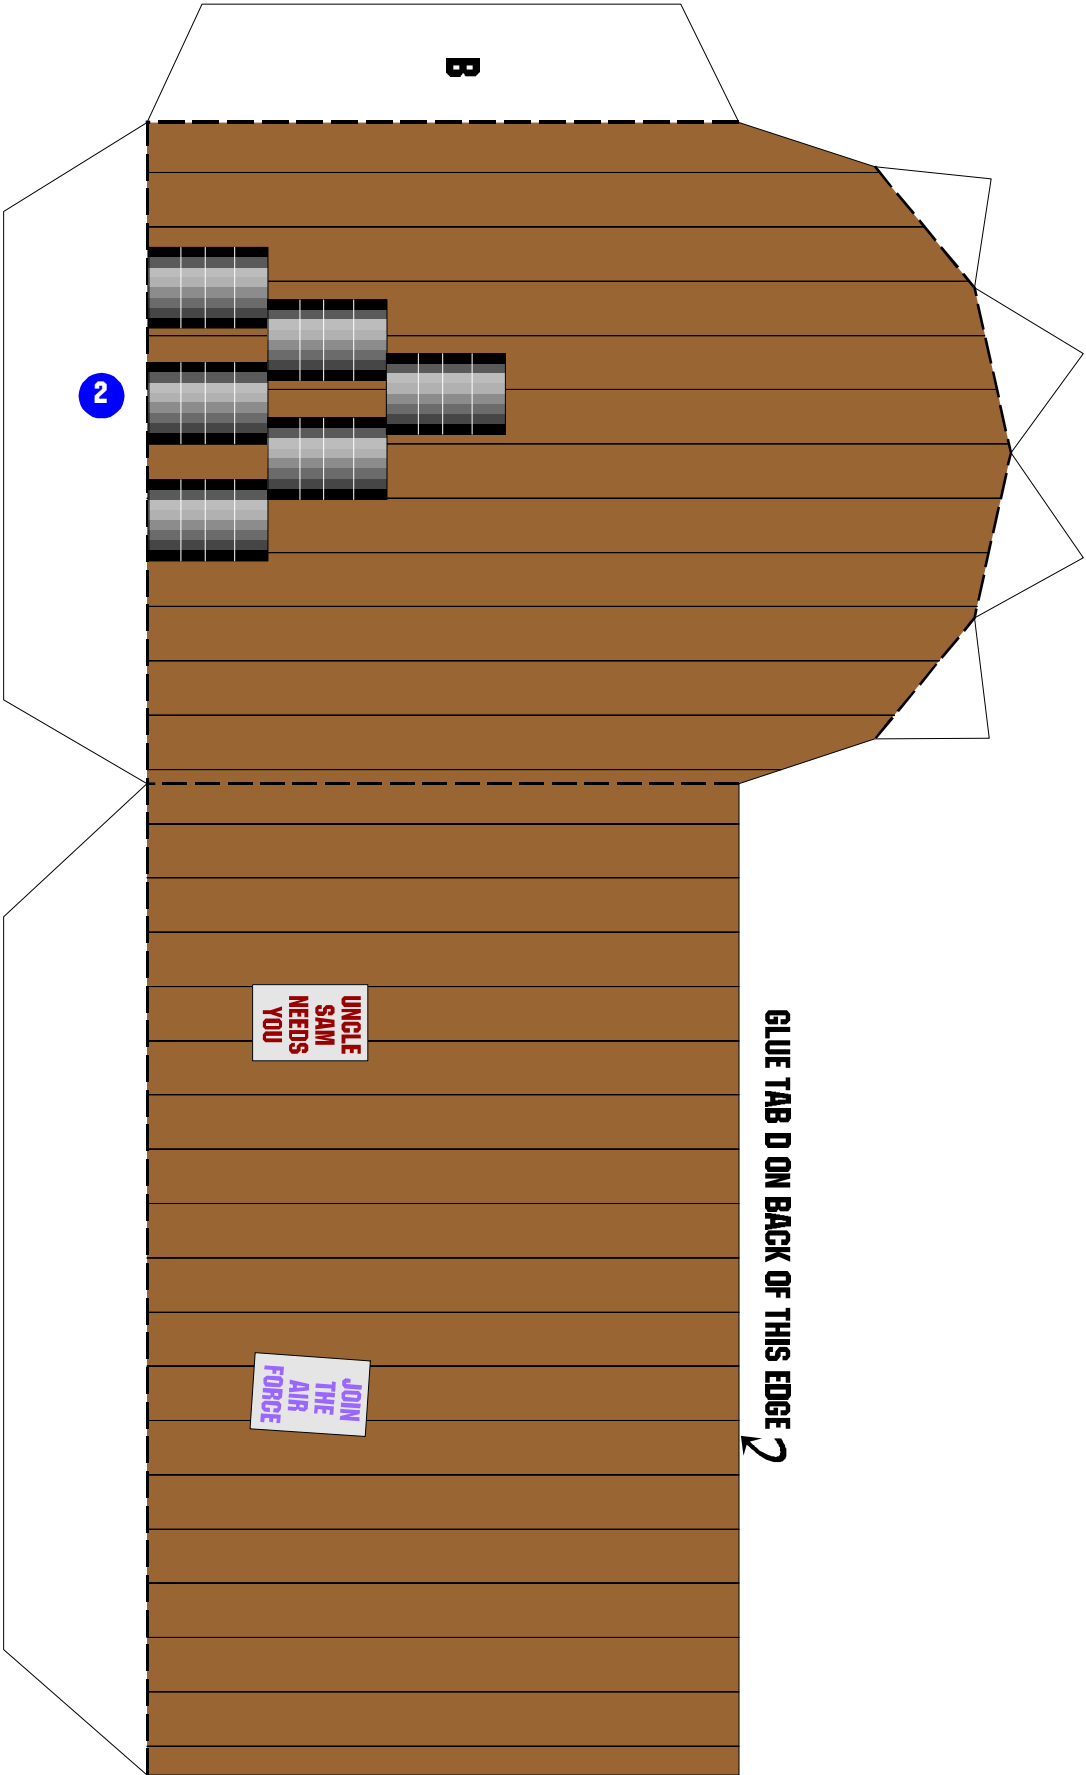 B
2
UNCLE
SAM
NEEDS
YOU
GLUE TAB D ON BACK OF THIS EDGE
JOIN
THE
AIR
FORCE